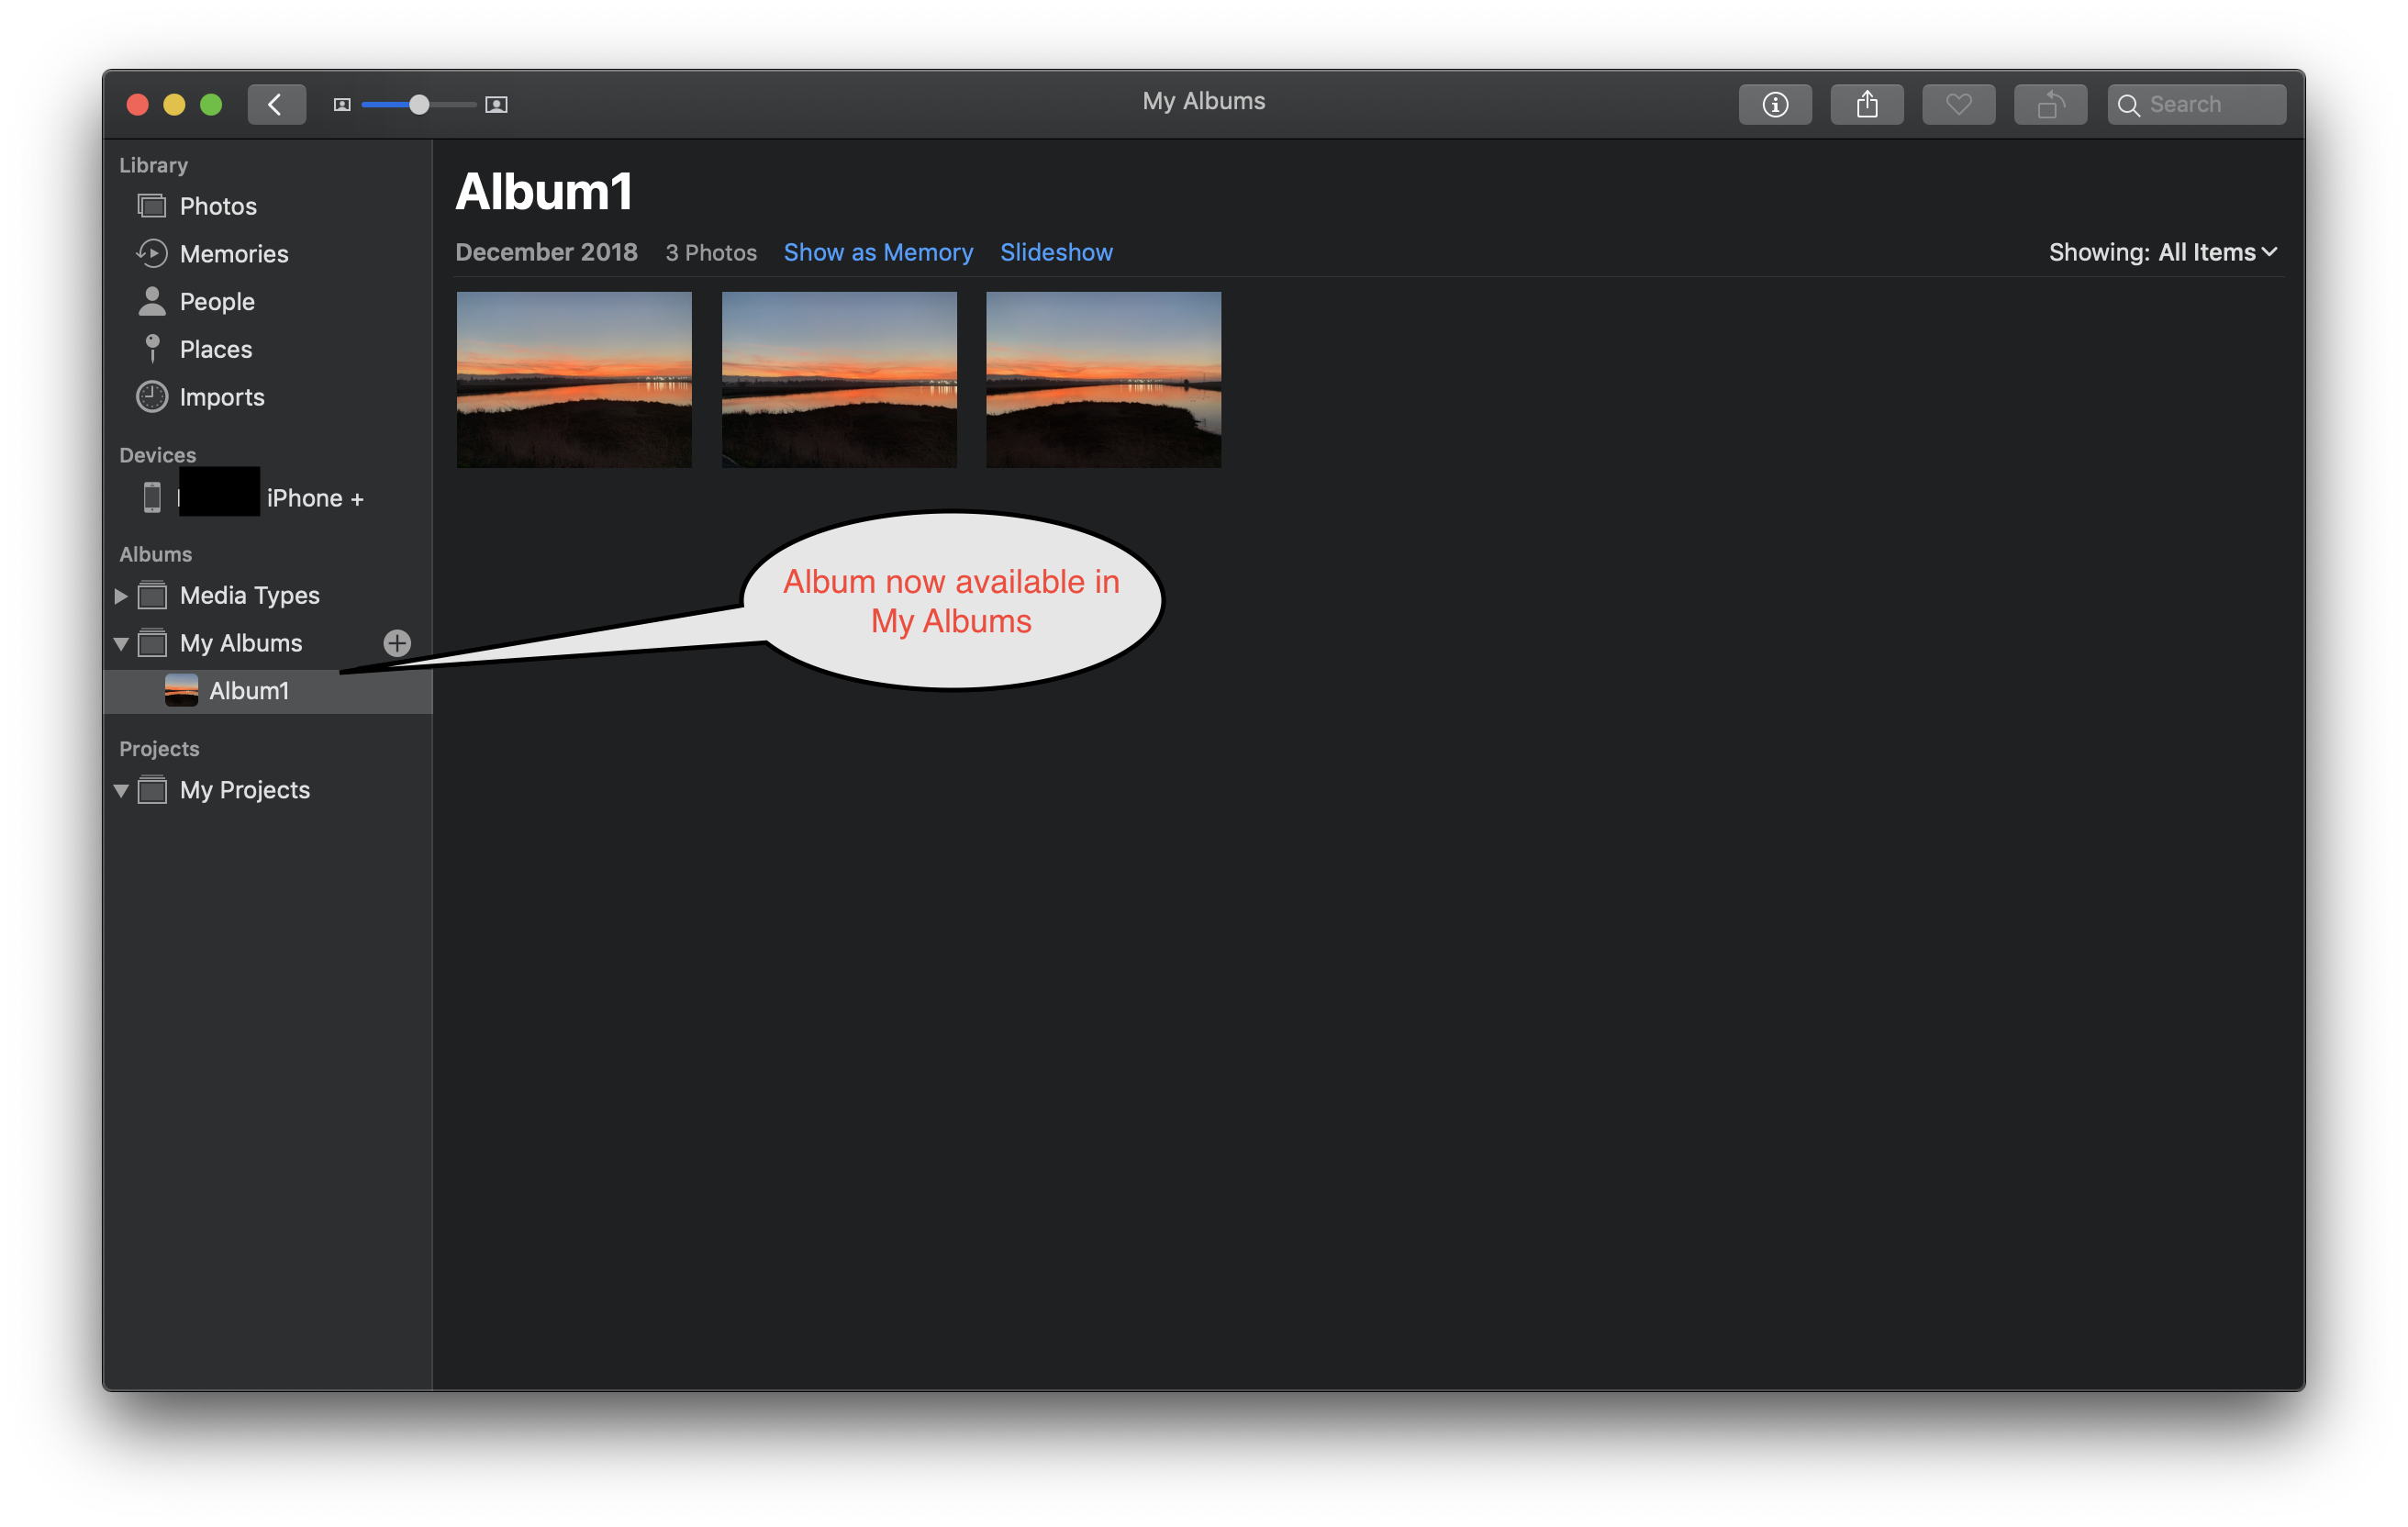 My Albums
Search
Library
Photos
Memories
People
Places
Imports
Devices
iPhone +
Albums
Media Types
My Albums
Album1
Projects
My Projects
Album1
December 2018 3 Photos Show as Memory Slideshow
Showing: All Items
Album now available in
My Albums